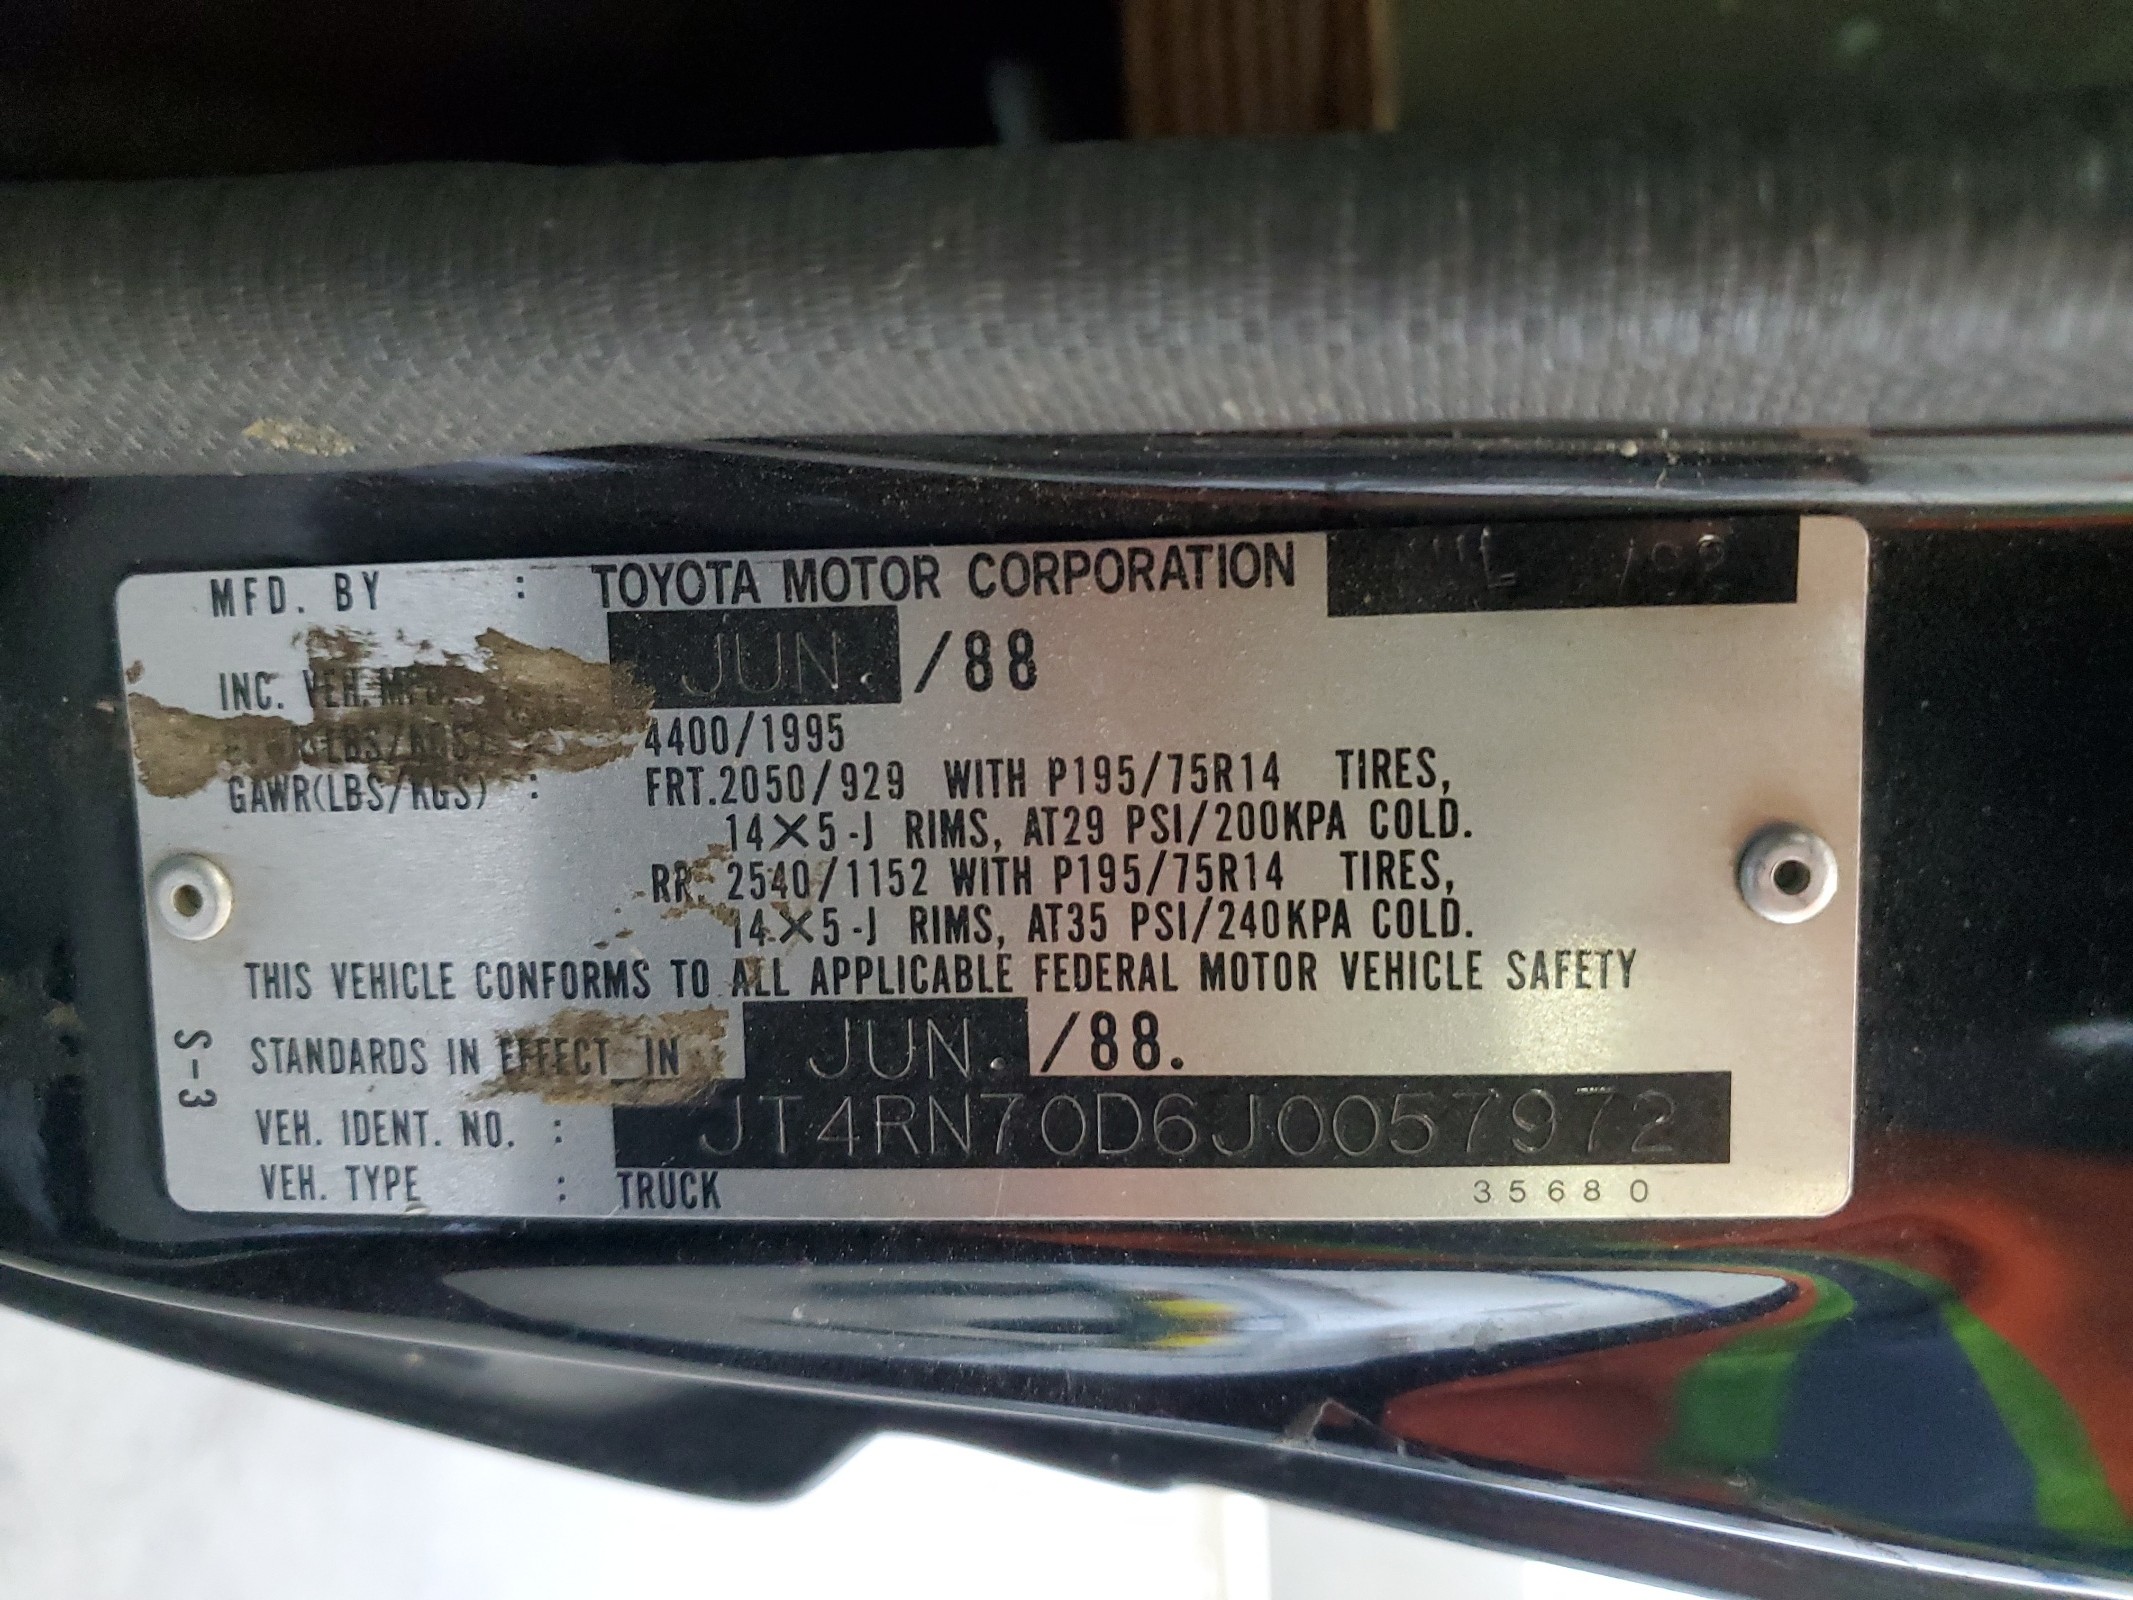 MFD. BY : TOYOTA MOTOR CORPORATION
INC. VEH. MFD. JUN. /88
(LBS/KGS) 4400/1995
GAWR(LBS/KGS) : FRT.2050/929 WITH P195/75R14 TIRES,
14×5-J RIMS, AT29 PSI/200KPA COLD.
RR. 2540/1152 WITH P195/75R14 TIRES,
14×5-J RIMS, AT35 PSI/240KPA COLD.
THIS VEHICLE CONFORMS TO ALL APPLICABLE FEDERAL MOTOR VEHICLE SAFETY
STANDARDS IN EFFECT IN JUN. /88.
VEH. IDENT. NO. : JT4RN70D6J0057972
VEH. TYPE : TRUCK 35680
S-3